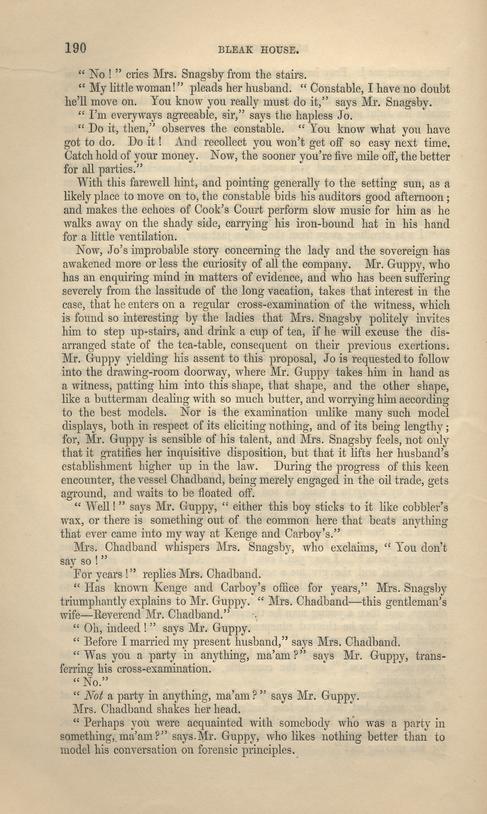 190 BLEAK HOUSE.
“ No ! ” cries Mrs. Snagsby from the stairs.
“ My little woman!” pleads her husband. “ Constable, I have no doubt
he'll move on. You know you really must do it,” says Mr. Snagsby.
“ I'm everyways agreeable, sir,” says the hapless Jo.
“ Do it, then,” observes the constable. “ You know what you have
got to do. Do it ! And recollect you won't get off so easy next time.
Catch hold of your money. Now, the sooner you're five mile off, the better
for all parties.”
With this farewell hint, and pointing generally to the setting sun, as a
likely place to move on to, the constable bids his auditors good afternoon ;
and makes the echoes of Cook's Court perform slow music for him as he
walks away on the shady side, carrying his iron-bound hat in his hand
for a little ventilation.
Now, Jo's improbable story concerning the lady and the sovereign has
awakened more or less the curiosity of all the company. Mr. Guppy, who
has an enquiring mind in matters of evidence, and who has been suffering
severely from the lassitude of the long vacation, takes that interest in the
case, that he enters on a regular cross-examination of the witness, which
is found so interesting by the ladies that Mrs. Snagsby politely invites
him to step up-stairs, and drink a cup of tea, if he will excuse the dis-
arranged state of the tea-table, consequent on their previous exertions.
Mr. Guppy yielding his assent to this proposal, Jo is requested to follow
into the drawing-room doorway, where Mr. Guppy takes him in hand as
a witness, patting him into this shape, that shape, and the other shape,
like a butterman dealing with so much butter, and worrying him according
to the best models. Nor is the examination unlike many such model
displays, both in respect of its eliciting nothing, and of its being lengthy ;
for, Mr. Guppy is sensible of his talent, and Mrs. Snagsby feels, not only
that it gratifies her inquisitive disposition, but that it lifts her husband's
establishment higher up in the law. During the progress of this keen
encounter, the vessel Chadband, being merely engaged in the oil trade, gets
aground, and waits to be floated off.
“ Well ! ” says Mr. Guppy, “ either this boy sticks to it like cobbler's
wax, or there is something out of the common here that beats anything
that ever came into my way at Kenge and Carboy's.”
Mrs. Chadband whispers Mrs. Snagsby, who exclaims, “ You don't
say so ! ”
For years ! ” replies Mrs. Chadband.
“ Has known Kenge and Carboy's office for years,” Mrs. Snagsby
triumphantly explains to Mr. Guppy. “ Mrs. Chadband—this gentleman's
wife—Reverend Mr. Chadband.”
“ Oh, indeed ! ” says Mr. Guppy.
“ Before I married my present husband,” says Mrs. Chadband.
“ Was you a party in anything, ma'am ? ” says Mr. Guppy, trans-
ferring his cross-examination.
“ No.”
“ Not a party in anything, ma'am ? ” says Mr. Guppy.
Mrs. Chadband shakes her head.
“ Perhaps you were acquainted with somebody who was a party in
something, ma'am ?” says Mr. Guppy, who likes nothing better than to
model his conversation on forensic principles.